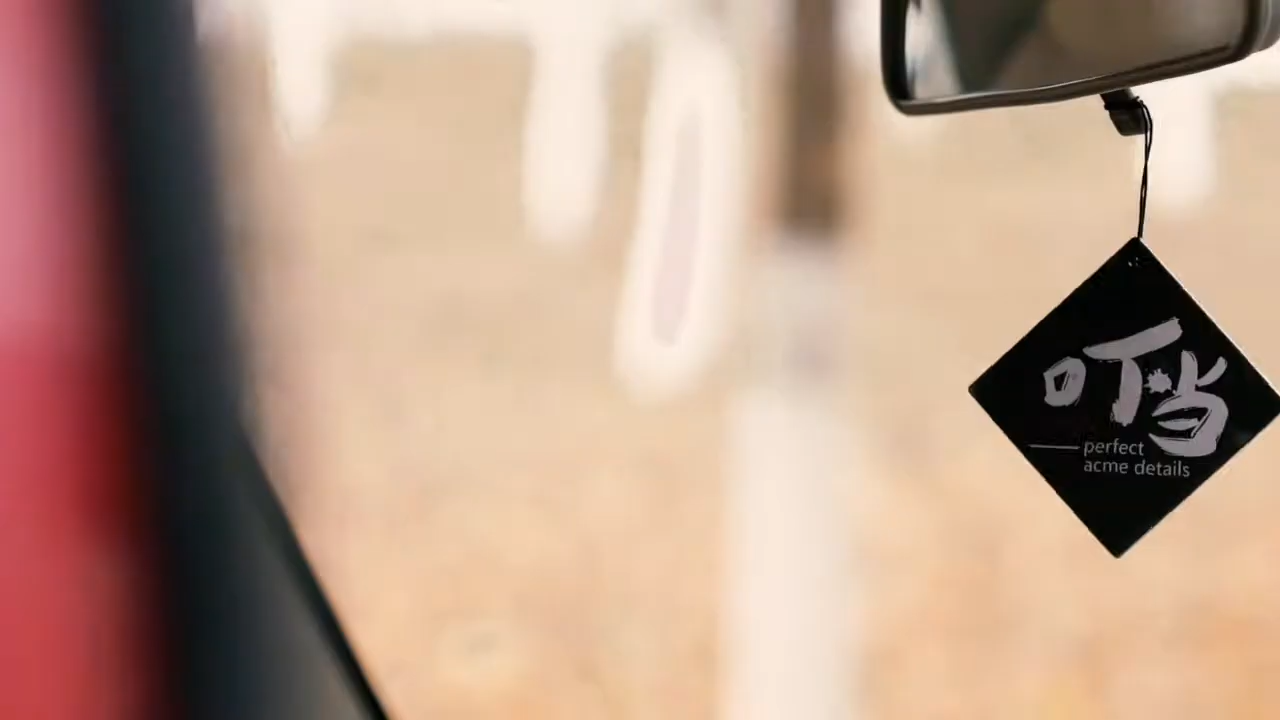 叮当
perfect
acme details